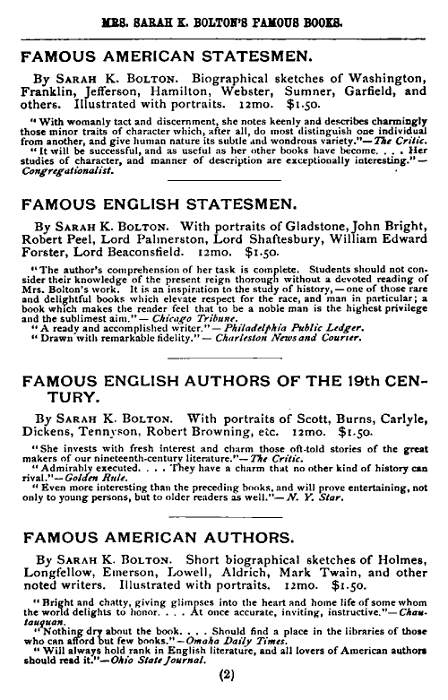 MRS. SARAH K. BOLTON'S FAMOUS BOOKS.
FAMOUS AMERICAN STATESMEN.
By SARAH K. BOLTON. Biographical sketches of Washington,
Franklin, Jefferson, Hamilton, Webster, Sumner, Garfield, and
others. Illustrated with portraits. 12mo. $1.50.
"With womanly tact and discernment, she notes keenly and describes charmingly
those minor traits of character which, after all, do most distinguish one individual
from another, and give human nature its subtle and wondrous variety."—The Critic.
"It will be successful, and as useful as her other books have become. . . . Her
studies of character, and manner of description are exceptionally interesting."—
Congregationalist.
FAMOUS ENGLISH STATESMEN.
By SARAH K. BOLTON. With portraits of Gladstone, John Bright,
Robert Peel, Lord Palmerston, Lord Shaftesbury, William Edward
Forster, Lord Beaconsfield. 12mo. $1.50.
"The author's comprehension of her task is complete. Students should not con-
sider their knowledge of the present reign thorough without a devoted reading of
Mrs. Bolton's work. It is an inspiration to the study of history,—one of those rare
and delightful books which elevate respect for the race, and man in particular; a
book which makes the reader feel that to be a noble man is the highest privilege
and the sublimest aim."—Chicago Tribune.
"A ready and accomplished writer."—Philadelphia Public Ledger.
"Drawn with remarkable fidelity."—Charleston News and Courier.
FAMOUS ENGLISH AUTHORS OF THE 19th CEN-
TURY.
By SARAH K. BOLTON. With portraits of Scott, Burns, Carlyle,
Dickens, Tennyson, Robert Browning, etc. 12mo. $1.50.
"She invests with fresh interest and charm those oft-told stories of the great
makers of our nineteenth-century literature."—The Critic.
"Admirably executed. . . . They have a charm that no other kind of history can
rival."—Golden Rule.
"Even more interesting than the preceding books, and will prove entertaining, not
only to young persons, but to older readers as well."—N. Y. Star.
FAMOUS AMERICAN AUTHORS.
By SARAH K. BOLTON. Short biographical sketches of Holmes,
Longfellow, Emerson, Lowell, Aldrich, Mark Twain, and other
noted writers. Illustrated with portraits. 12mo. $1.50.
"Bright and chatty, giving glimpses into the heart and home life of some whom
the world delights to honor. . . . At once accurate, inviting, instructive."—Chau-
tauquan.
"Nothing dry about the book. . . . Should find a place in the libraries of those
who can afford but few books."—Omaha Daily Times.
"Will always hold rank in English literature, and all lovers of American authors
should read it."—Ohio State Journal.
(2)